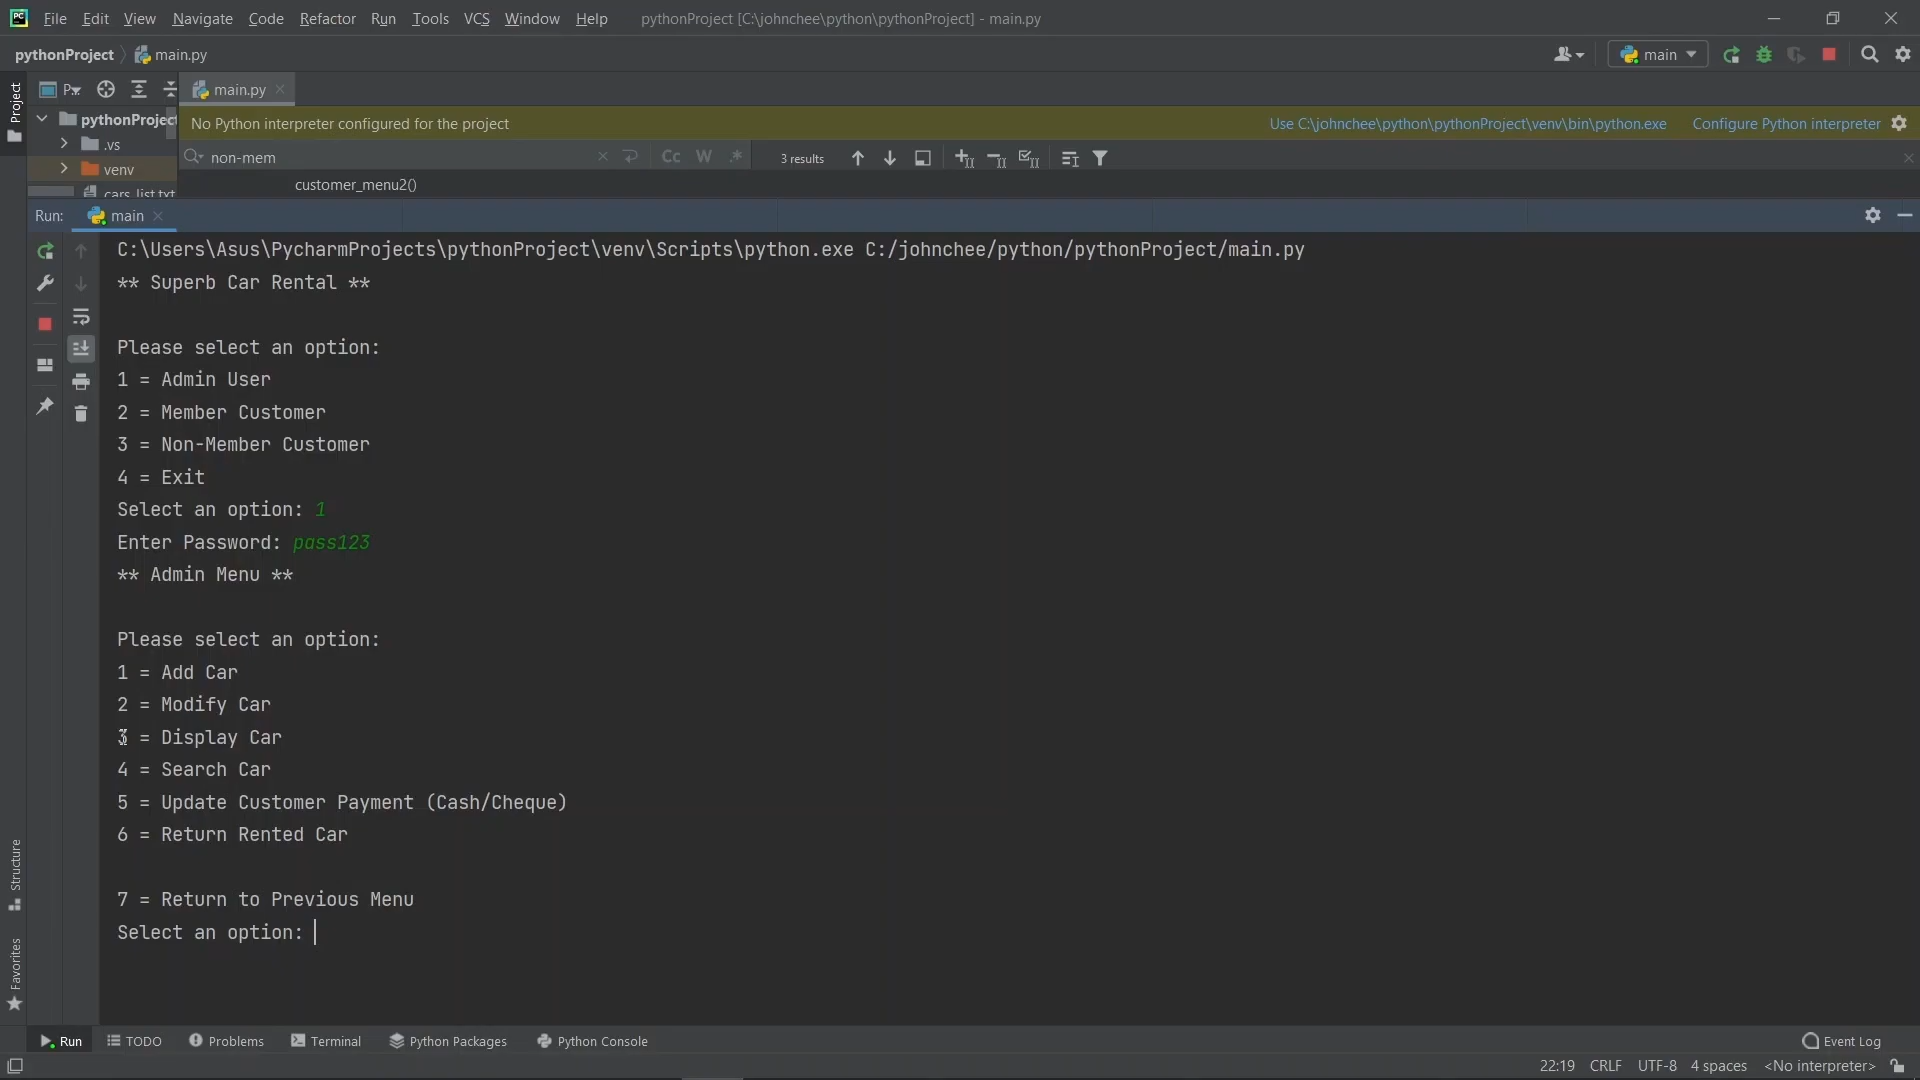 File Edit View Navigate Code Refactor Run Tools VCS Window Help pythonProject [C:\johnchee\python\pythonProject] - main.py
pythonProject main.py main
Project P... main.py
pythonProject No Python interpreter configured for the project Use C:\johnchee\python\pythonProject\venv\bin\python.exe Configure Python interpreter
.vs
venv non-mem Cc W .* 3 results
cars_list.txt customer_menu2()
Run: main
C:\Users\Asus\PycharmProjects\pythonProject\venv\Scripts\python.exe C:/johnchee/python/pythonProject/main.py
** Superb Car Rental **
Please select an option:
1 = Admin User
2 = Member Customer
3 = Non-Member Customer
4 = Exit
Select an option: 1
Enter Password: pass123
** Admin Menu **
Please select an option:
1 = Add Car
2 = Modify Car
3 = Display Car
4 = Search Car
5 = Update Customer Payment (Cash/Cheque)
6 = Return Rented Car
7 = Return to Previous Menu
Select an option:
Structure
Favorites
Run TODO Problems Terminal Python Packages Python Console Event Log
22:19 CRLF UTF-8 4 spaces <No interpreter>